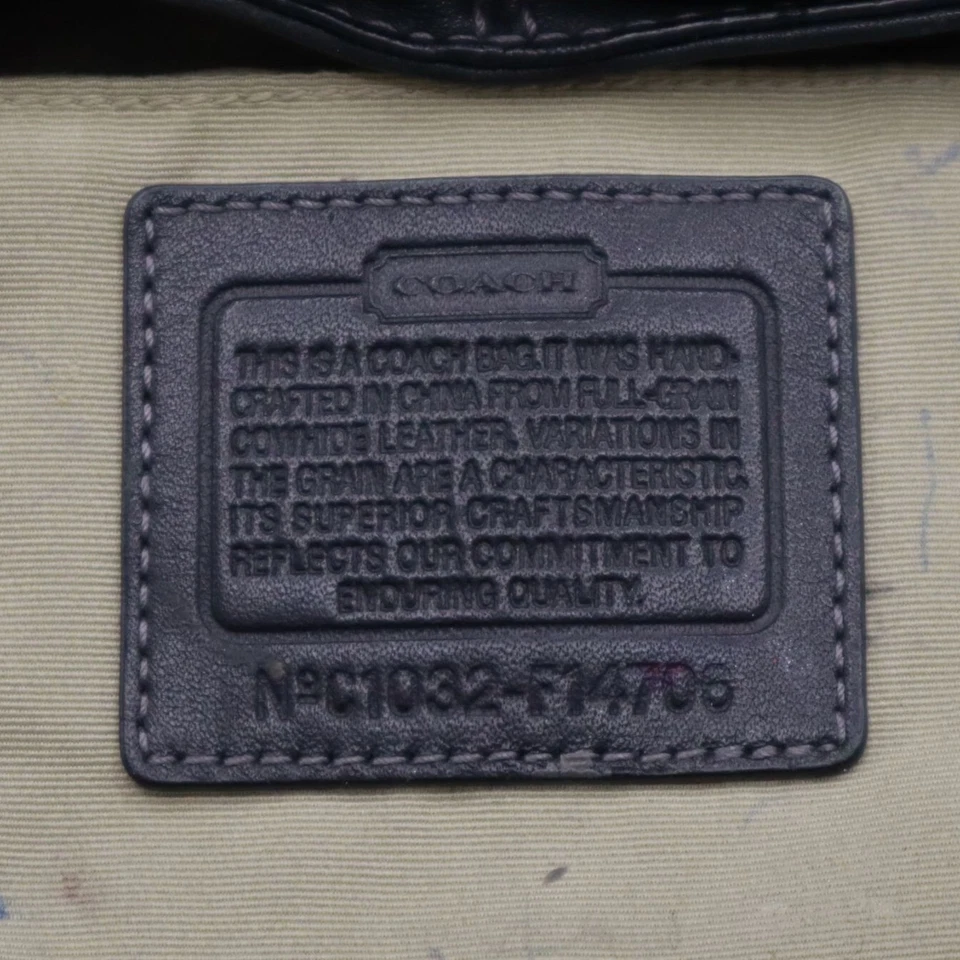 COACH
THIS IS A COACH BAG.IT WAS HAND-
CRAFTED IN CHINA FROM FULL-GRAIN
COWHIDE LEATHER. VARIATIONS IN
THE GRAIN ARE A CHARACTERISTIC.
ITS SUPERIOR CRAFTSMANSHIP
REFLECTS OUR COMMITMENT TO
ENDURING QUALITY.
NºC1032-F14705